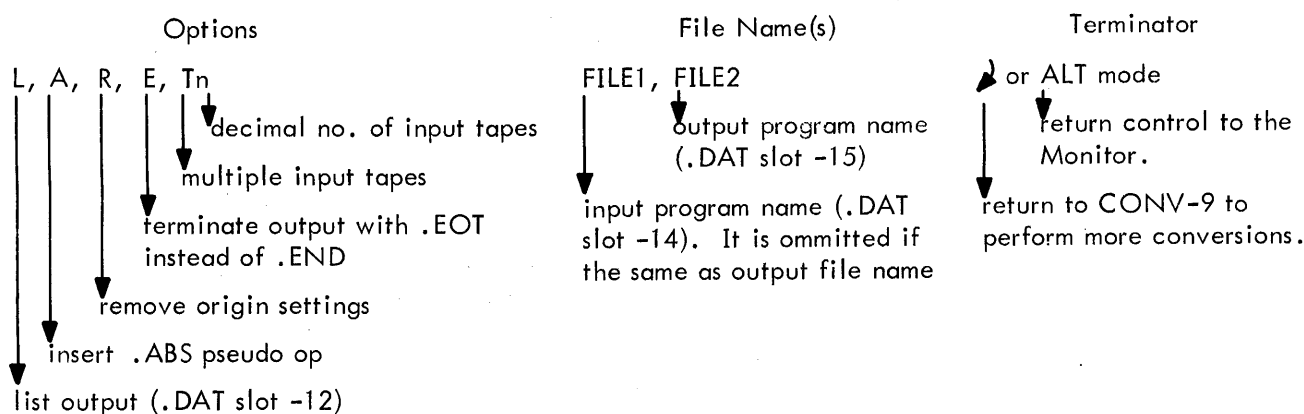 Options
L, A, R, E, Tn
decimal no. of input tapes
multiple input tapes
terminate output with .EOT
instead of .END
remove origin settings
insert .ABS pseudo op
list output (.DAT slot -12)
File Name(s)
FILE1, FILE2
output program name
(.DAT slot -15)
input program name (.DAT
slot -14). It is ommitted if
the same as output file name
Terminator
or ALT mode
return control to the
Monitor.
return to CONV-9 to
perform more conversions.